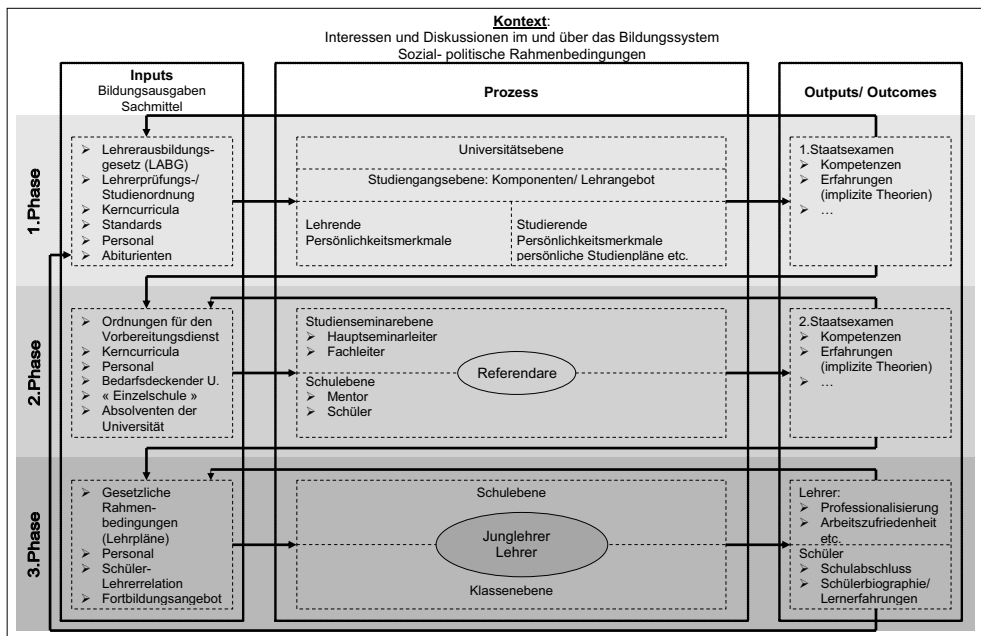 Kontext:
Interessen und Diskussionen im und über das Bildungssystem
Sozial- politische Rahmenbedingungen
Inputs
Bildungsausgaben
Sachmittel
Prozess
Outputs/ Outcomes
1.Phase
➢ Lehrerausbildungs-
gesetz (LABG)
➢ Lehrerprüfungs-/
Studienordnung
➢ Kerncurricula
➢ Standards
➢ Personal
➢ Abiturienten
Universitätsebene
Studiengangsebene: Komponenten/ Lehrangebot
Lehrende
Persönlichkeitsmerkmale
Studierende
Persönlichkeitsmerkmale
persönliche Studienpläne etc.
1.Staatsexamen
➢ Kompetenzen
➢ Erfahrungen
(implizite Theorien)
➢ …
2.Phase
➢ Ordnungen für den
Vorbereitungsdienst
➢ Kerncurricula
➢ Personal
➢ Bedarfsdeckender U.
➢ « Einzelschule »
➢ Absolventen der
Universität
Studienseminarebene
➢ Hauptseminarleiter
➢ Fachleiter
Referendare
Schulebene
➢ Mentor
➢ Schüler
2.Staatsexamen
➢ Kompetenzen
➢ Erfahrungen
(implizite Theorien)
➢ …
3.Phase
➢ Gesetzliche
Rahmen-
bedingungen
(Lehrpläne)
➢ Personal
➢ Schüler-
Lehrerrelation
➢ Fortbildungsangebot
Schulebene
Junglehrer
Lehrer
Klassenebene
Lehrer:
➢ Professionalisierung
➢ Arbeitszufriedenheit
etc.
Schüler
➢ Schulabschluss
➢ Schülerbiographie/
Lernerfahrungen